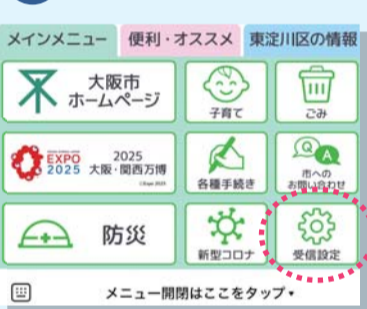 メインメニュー
便利・オススメ
東淀川区の情報
大阪市
ホームページ
子育て
ごみ
EXPO
2025
2025
大阪・関西万博
各種手続き
Q
A
市への
お問い合わせ
防災
新型コロナ
受信設定
メニュー開閉はここをタップ▾